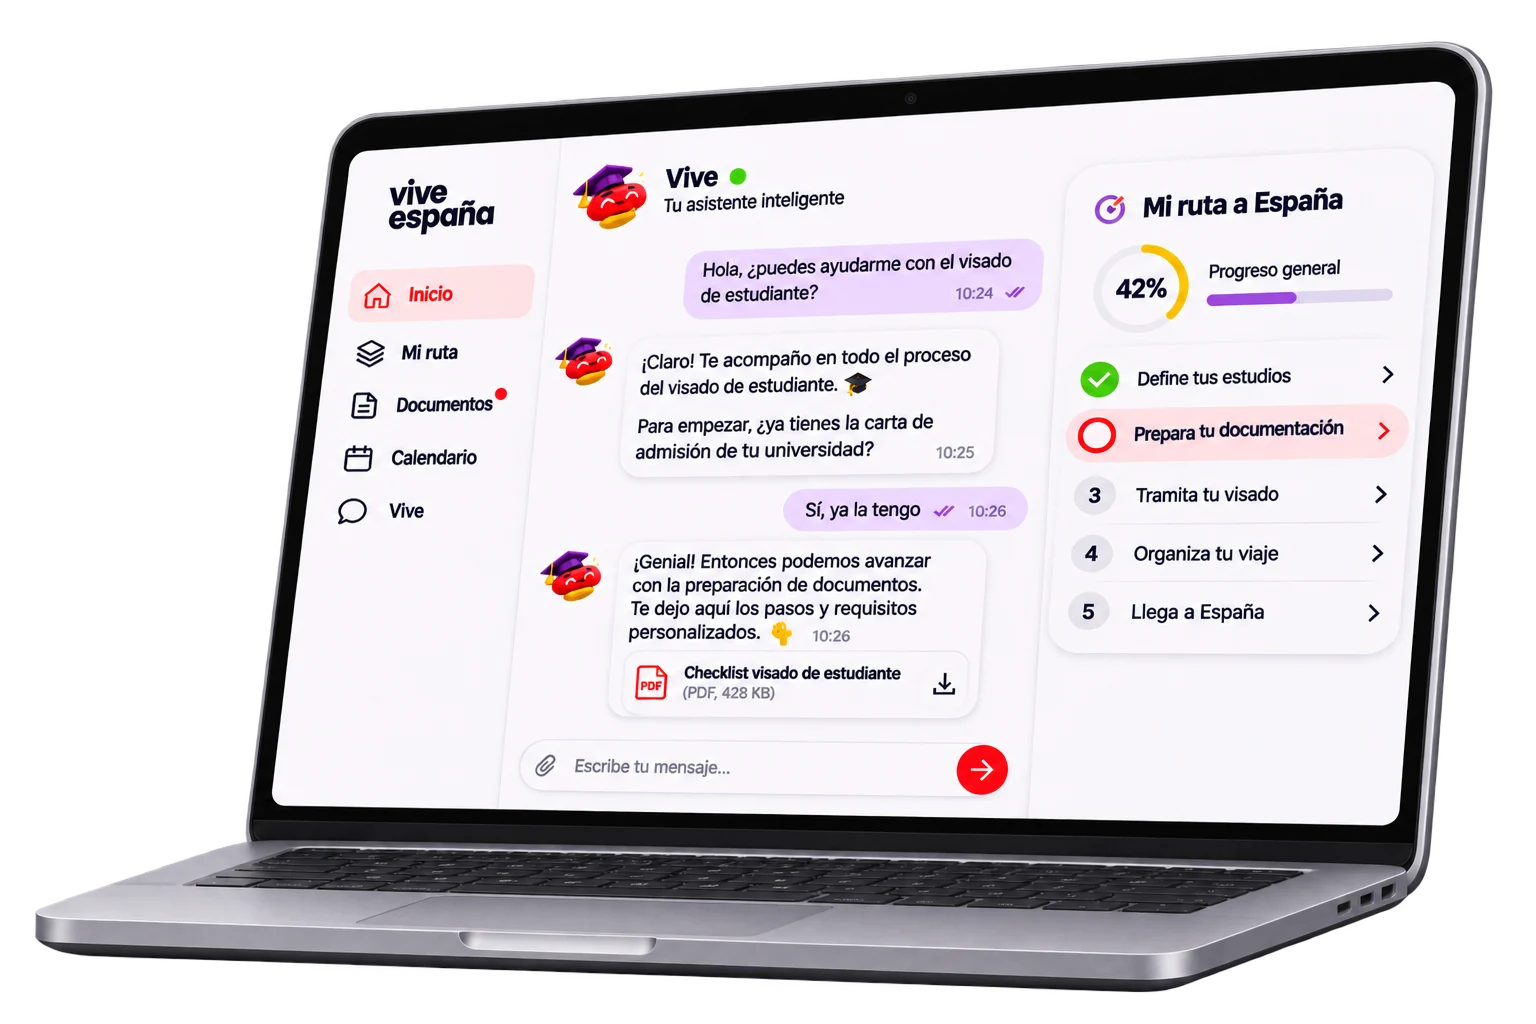 vive
españa
Inicio
Mi ruta
Documentos
Calendario
Vive
Vive
Tu asistente inteligente
Hola, ¿puedes ayudarme con el visado
de estudiante?
10:24
¡Claro! Te acompaño en todo el proceso
del visado de estudiante.
Para empezar, ¿ya tienes la carta de
admisión de tu universidad?
10:25
Sí, ya la tengo
10:26
¡Genial! Entonces podemos avanzar
con la preparación de documentos.
Te dejo aquí los pasos y requisitos
personalizados.
10:26
PDF
Checklist visado de estudiante
(PDF, 428 KB)
Escribe tu mensaje...
Mi ruta a España
42%
Progreso general
Define tus estudios
Prepara tu documentación
3 Tramita tu visado
4 Organiza tu viaje
5 Llega a España